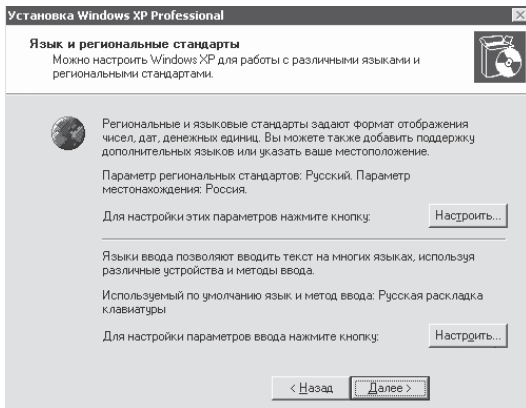 Установка Windows XP Professional
Язык и региональные стандарты
Можно настроить Windows XP для работы с различными языками и
региональными стандартами.
Региональные и языковые стандарты задают формат отображения
чисел, дат, денежных единиц. Вы можете также добавить поддержку
дополнительных языков или указать ваше местоположение.
Параметр региональных стандартов: Русский. Параметр
местонахождения: Россия.
Для настройки этих параметров нажмите кнопку:
Настроить...
Языки ввода позволяют вводить текст на многих языках, используя
различные устройства и методы ввода.
Используемый по умолчанию язык и метод ввода: Русская раскладка
клавиатуры
Для настройки параметров ввода нажмите кнопку:
Настроить...
< Назад
Далее >